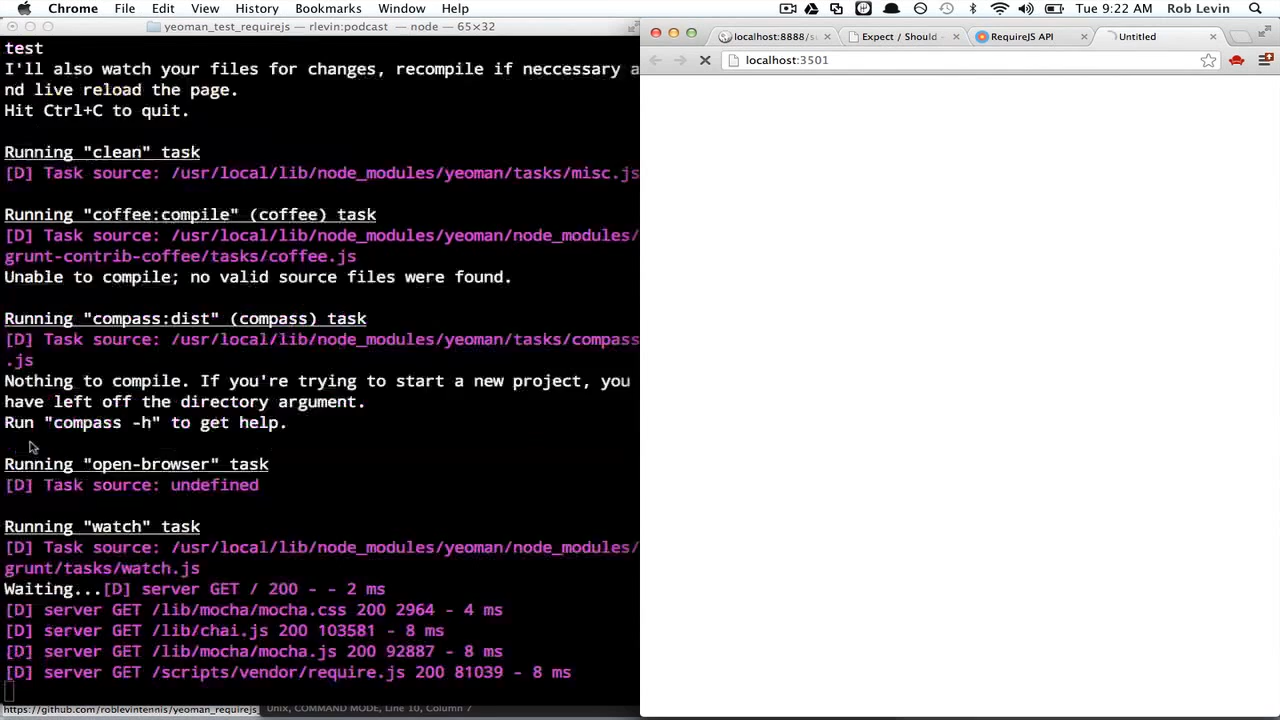 Chrome File Edit View History Bookmarks Window Help Tue 9:22 AM Rob Levin
yeoman_test_requirejs — rlevin:podcast — node — 65×32
localhost:8888/s
Expect / Should
RequireJS API
Untitled
localhost:3501
test
I'll also watch your files for changes, recompile if neccessary a
nd live reload the page.
Hit Ctrl+C to quit.
Running "clean" task
[D] Task source: /usr/local/lib/node_modules/yeoman/tasks/misc.js
Running "coffee:compile" (coffee) task
[D] Task source: /usr/local/lib/node_modules/yeoman/node_modules/
grunt-contrib-coffee/tasks/coffee.js
Unable to compile; no valid source files were found.
Running "compass:dist" (compass) task
[D] Task source: /usr/local/lib/node_modules/yeoman/tasks/compass
.js
Nothing to compile. If you're trying to start a new project, you
have left off the directory argument.
Run "compass -h" to get help.
Running "open-browser" task
[D] Task source: undefined
Running "watch" task
[D] Task source: /usr/local/lib/node_modules/yeoman/node_modules/
grunt/tasks/watch.js
Waiting...[D] server GET / 200 - - 2 ms
[D] server GET /lib/mocha/mocha.css 200 2964 - 4 ms
[D] server GET /lib/chai.js 200 103581 - 8 ms
[D] server GET /lib/mocha/mocha.js 200 92887 - 8 ms
[D] server GET /scripts/vendor/require.js 200 81039 - 8 ms
https://github.com/roblevintennis/yeoman_requirejs_
Unix, COMMAND MODE, Line 10, Column 7